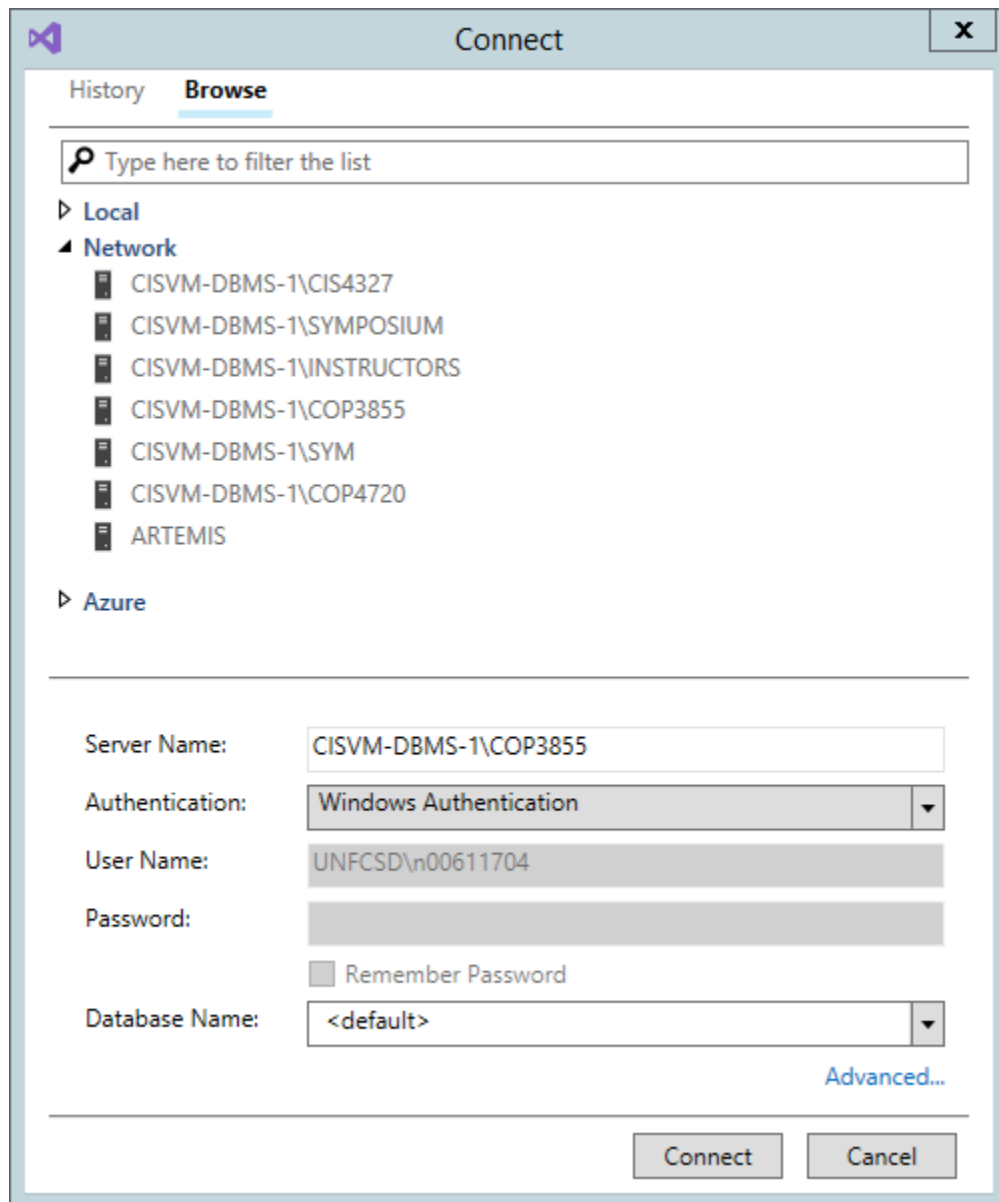 Connect
x
History Browse
Type here to filter the list
Local
Network
CISVM-DBMS-1\CIS4327
CISVM-DBMS-1\SYMPOSIUM
CISVM-DBMS-1\INSTRUCTORS
CISVM-DBMS-1\COP3855
CISVM-DBMS-1\SYM
CISVM-DBMS-1\COP4720
ARTEMIS
Azure
Server Name: CISVM-DBMS-1\COP3855
Authentication: Windows Authentication
User Name: UNFCSD\n00611704
Password:
Remember Password
Database Name: <default>
Advanced...
Connect Cancel